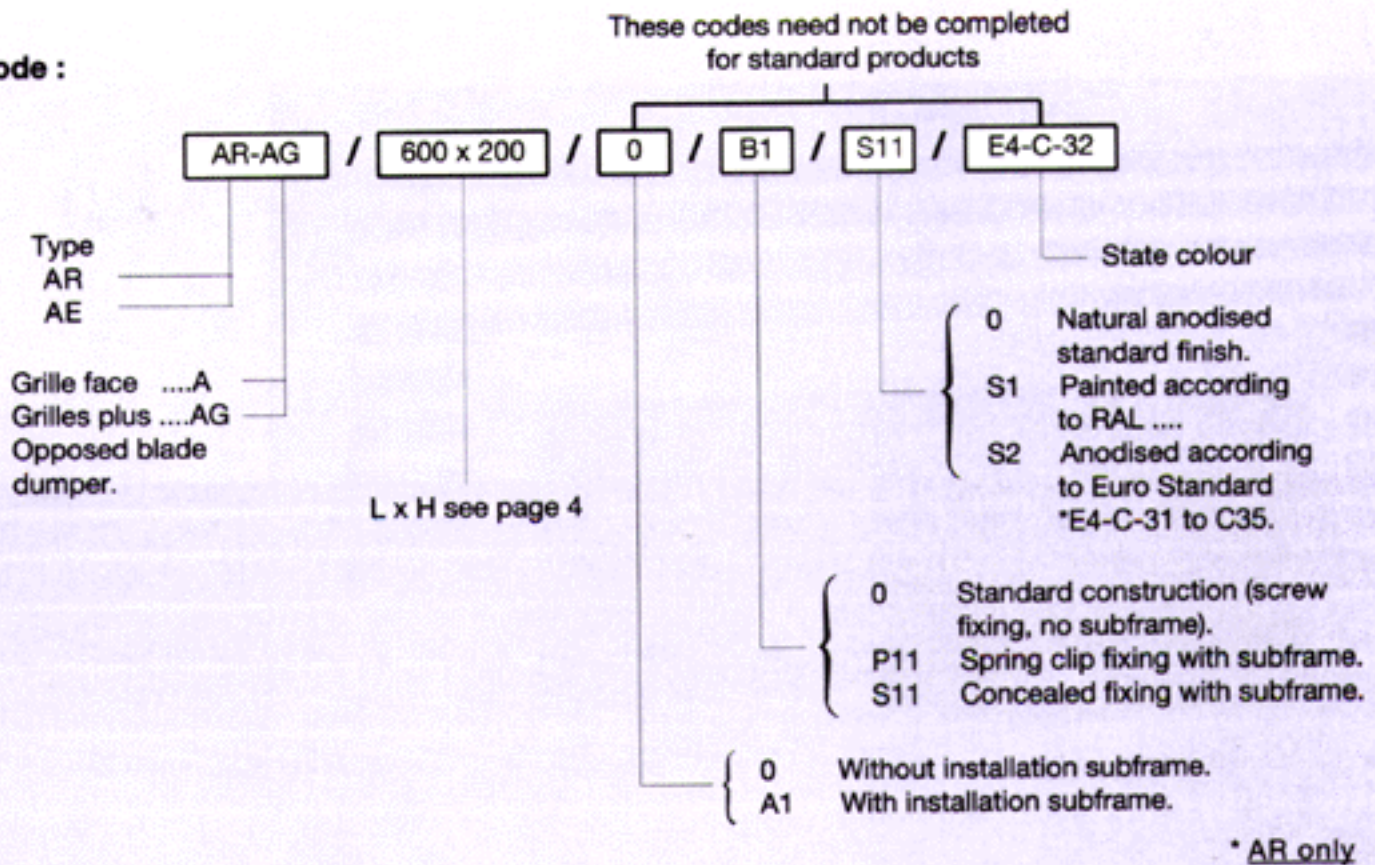 These codes need not be completed
for standard products
ode :
AR-AG / 600 x 200 / 0 / B1 / S11 / E4-C-32
Type
AR
AE
State colour
0 Natural anodised
standard finish.
S1 Painted according
to RAL ....
S2 Anodised according
to Euro Standard
*E4-C-31 to C35.
Grille face ....A
Grilles plus ....AG
Opposed blade
dumper.
L x H see page 4
0 Standard construction (screw
fixing, no subframe).
P11 Spring clip fixing with subframe.
S11 Concealed fixing with subframe.
0 Without installation subframe.
A1 With installation subframe.
* AR only